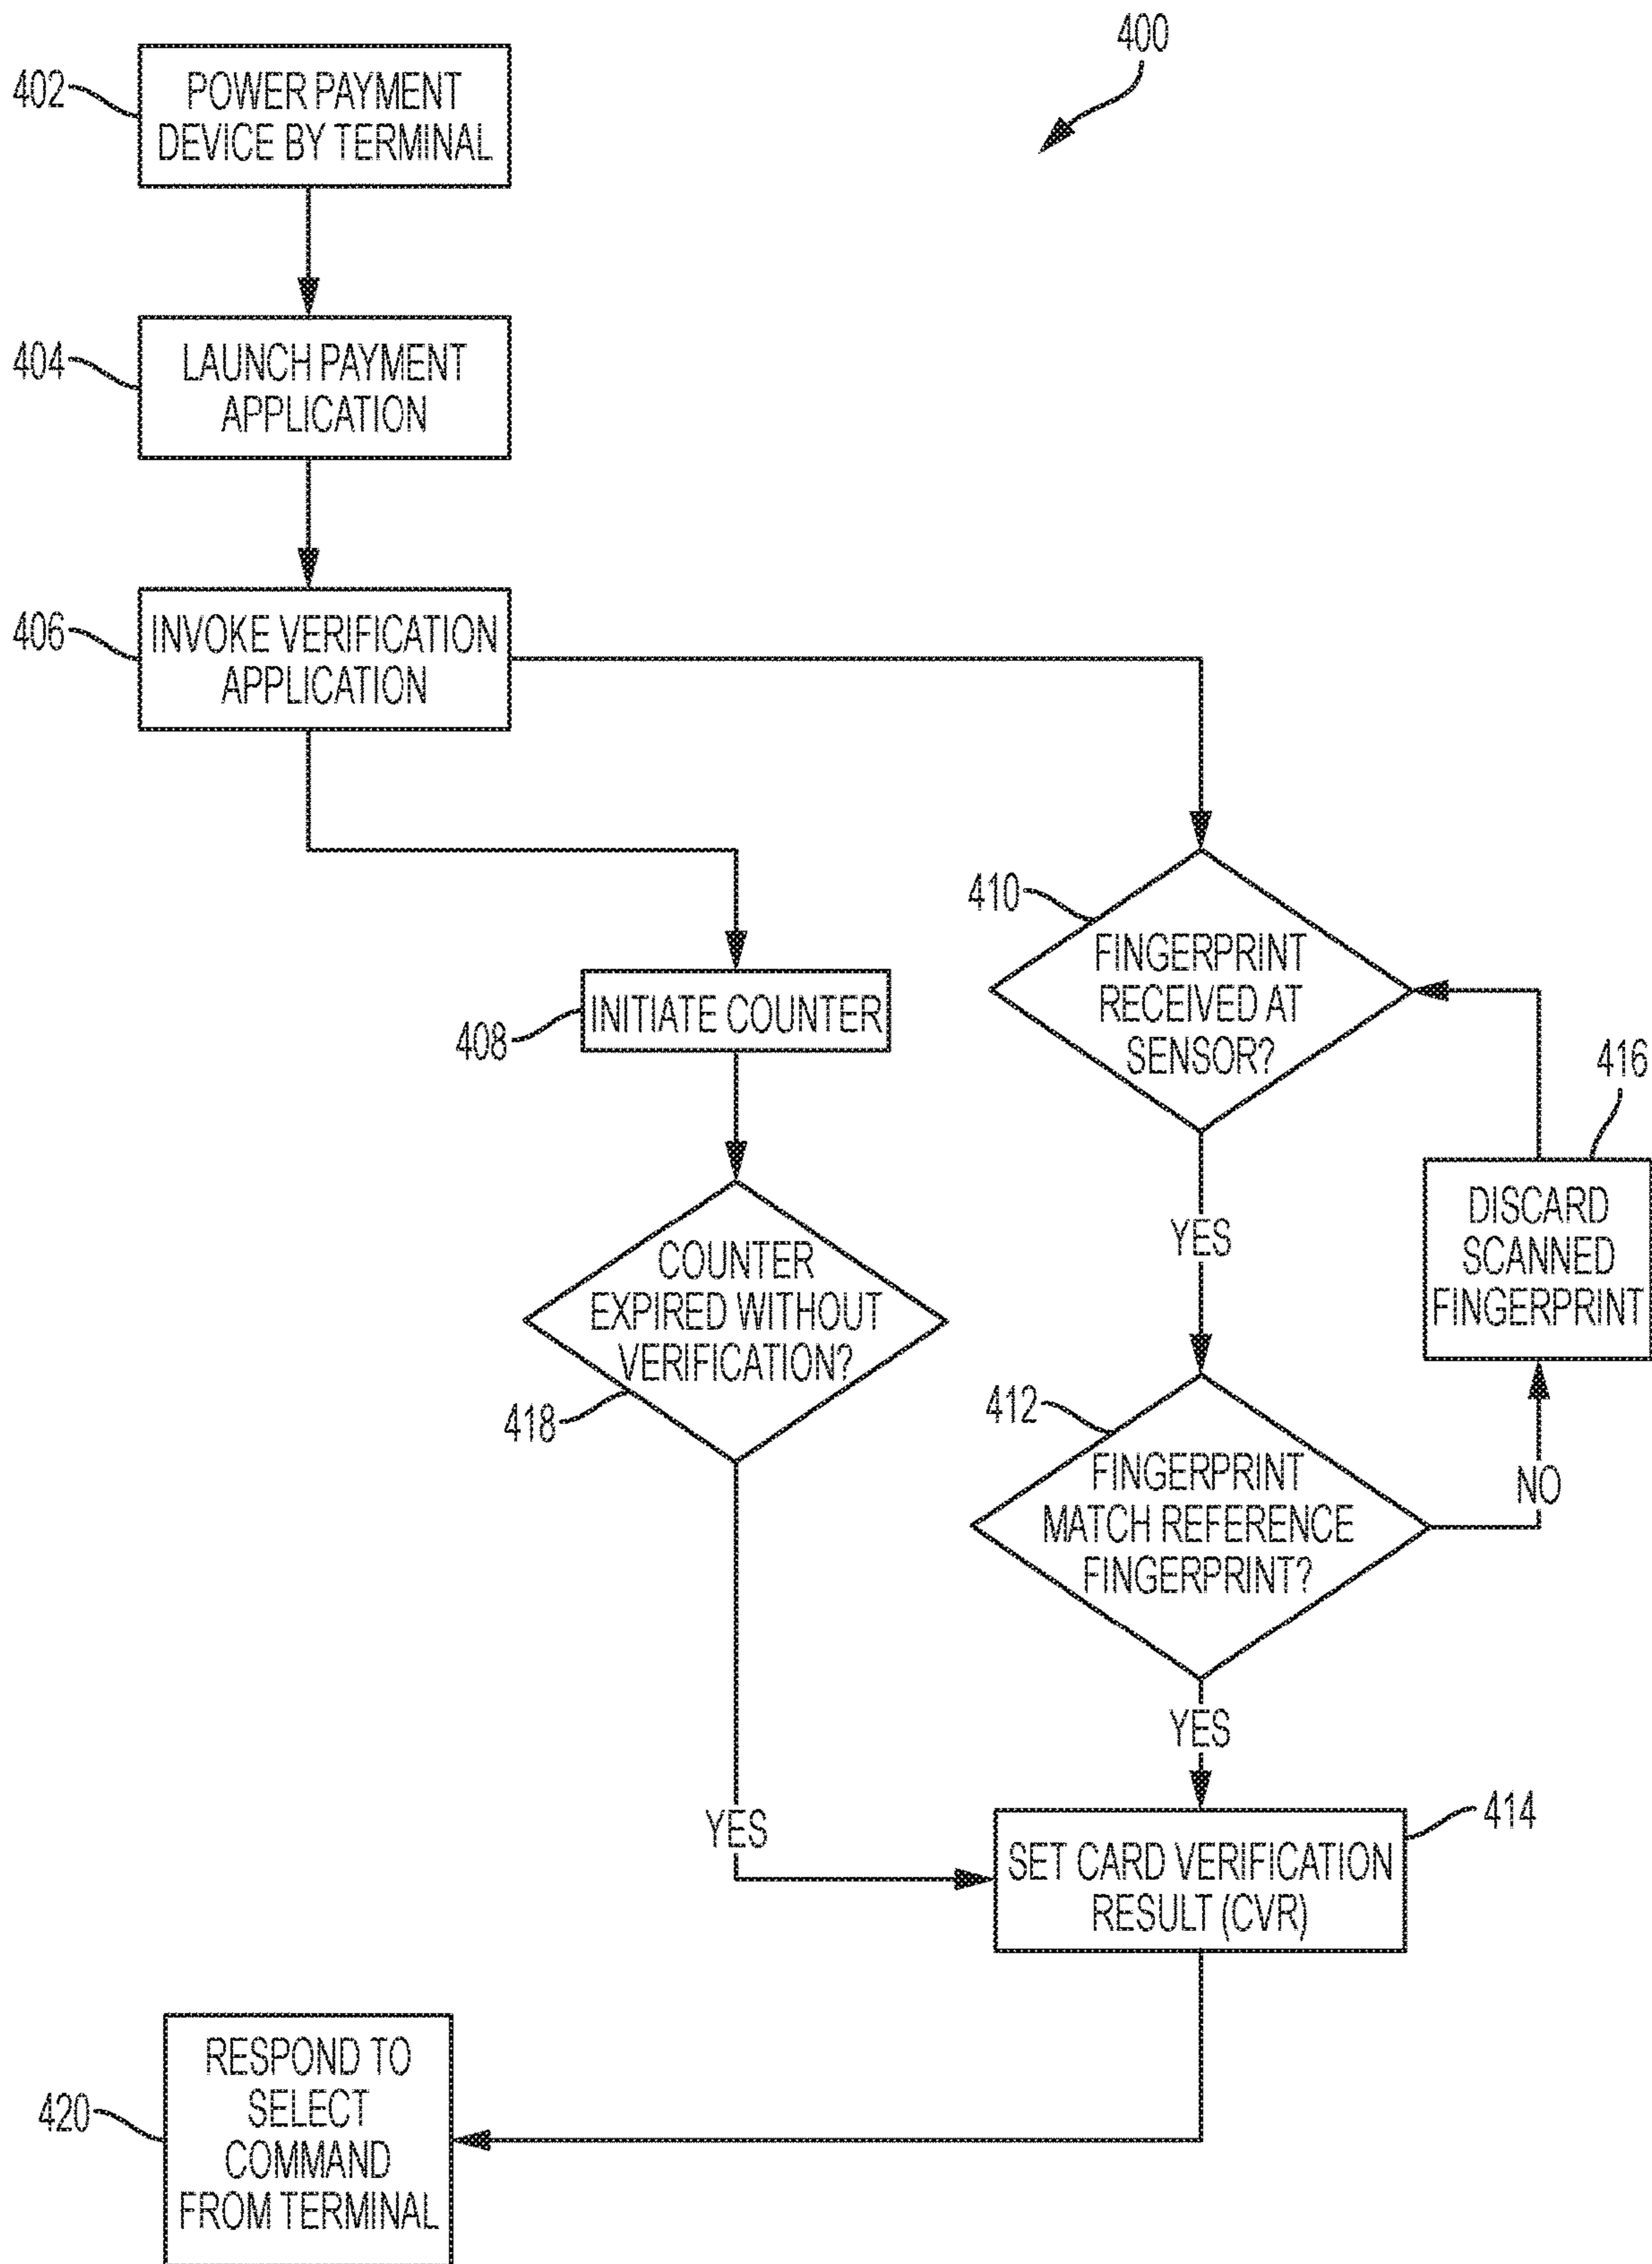 400
402
POWER PAYMENT
DEVICE BY TERMINAL
404
LAUNCH PAYMENT
APPLICATION
406
INVOKE VERIFICATION
APPLICATION
408
INITIATE COUNTER
410
FINGERPRINT
RECEIVED AT
SENSOR?
416
DISCARD
SCANNED
FINGERPRINT
YES
COUNTER
EXPIRED WITHOUT
VERIFICATION?
418
412
FINGERPRINT
MATCH REFERENCE
FINGERPRINT?
NO
YES
YES
414
SET CARD VERIFICATION
RESULT (CVR)
420
RESPOND TO
SELECT
COMMAND
FROM TERMINAL